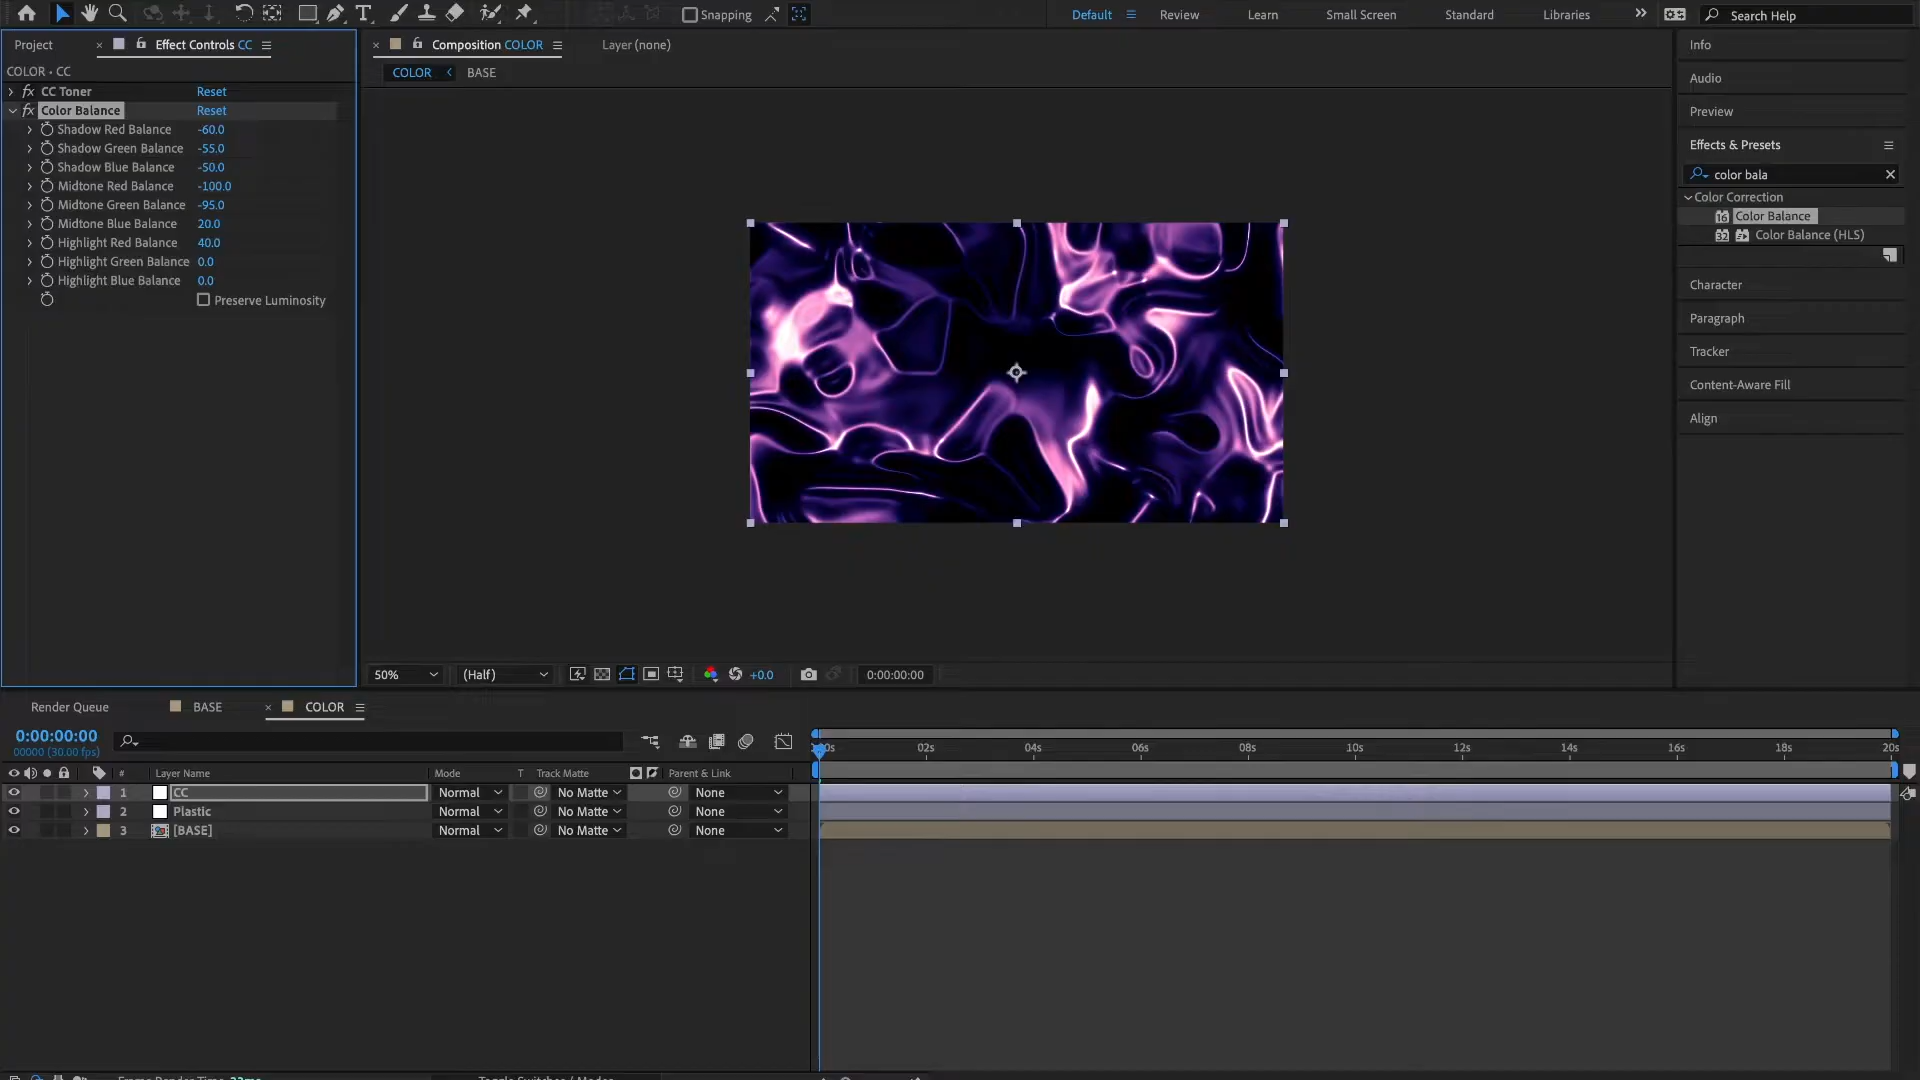 Snapping
Default
Review
Learn
Small Screen
Standard
Libraries
Search Help
Project
Effect Controls CC
Composition COLOR
Layer (none)
COLOR • CC
COLOR
BASE
fx CC Toner Reset
fx Color Balance Reset
Shadow Red Balance -60.0
Shadow Green Balance -55.0
Shadow Blue Balance -50.0
Midtone Red Balance -100.0
Midtone Green Balance -95.0
Midtone Blue Balance 20.0
Highlight Red Balance 40.0
Highlight Green Balance 0.0
Highlight Blue Balance 0.0
Preserve Luminosity
Info
Audio
Preview
Effects & Presets
color bala
Color Correction
16 Color Balance
32 Color Balance (HLS)
Character
Paragraph
Tracker
Content-Aware Fill
Align
50% (Half) +0.0 0:00:00:00
Render Queue
BASE
COLOR
0:00:00:00
00000 (30.00 fps)
02s 04s 06s 08s 10s 12s 14s 16s 18s 20s
# Layer Name Mode T Track Matte Parent & Link
1 CC Normal No Matte None
2 Plastic Normal No Matte None
3 [BASE] Normal No Matte None